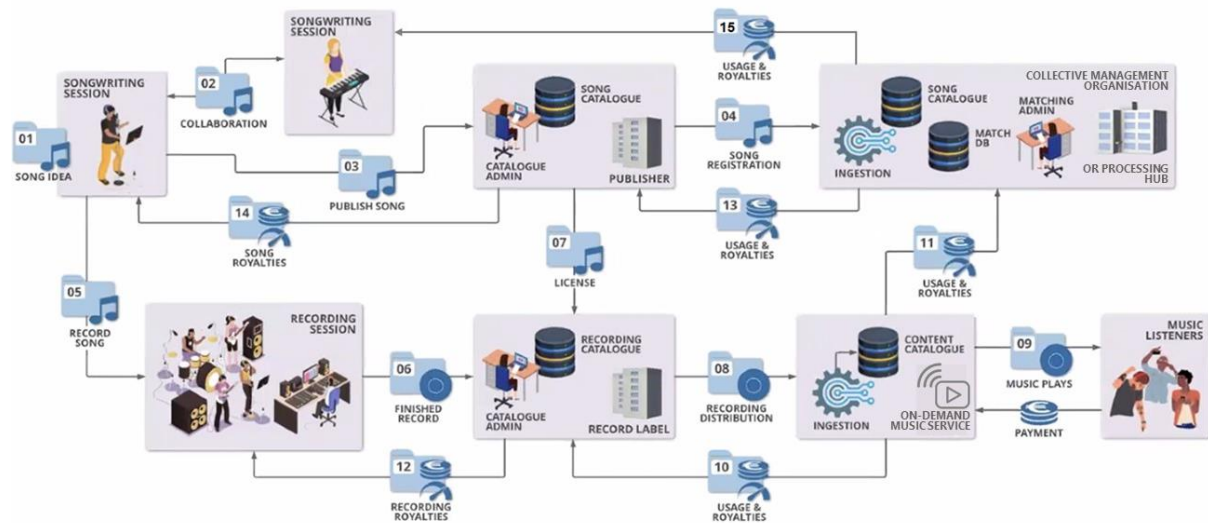 SONGWRITING
SESSION
15
USAGE &
ROYALTIES
02
COLLABORATION
SONGWRITING
SESSION
01
SONG IDEA
03
PUBLISH SONG
SONG
CATALOGUE
CATALOGUE
ADMIN
PUBLISHER
04
SONG
REGISTRATION
COLLECTIVE MANAGEMENT
ORGANISATION
SONG
CATALOGUE
MATCHING
ADMIN
MATCH
DB
INGESTION
OR PROCESSING
HUB
14
SONG
ROYALTIES
13
USAGE &
ROYALTIES
07
LICENSE
11
USAGE &
ROYALTIES
05
RECORD
SONG
RECORDING
SESSION
06
FINISHED
RECORD
RECORDING
CATALOGUE
CATALOGUE
ADMIN
RECORD LABEL
08
RECORDING
DISTRIBUTION
CONTENT
CATALOGUE
INGESTION
ON-DEMAND
MUSIC SERVICE
09
MUSIC PLAYS
PAYMENT
MUSIC
LISTENERS
12
RECORDING
ROYALTIES
10
USAGE &
ROYALTIES